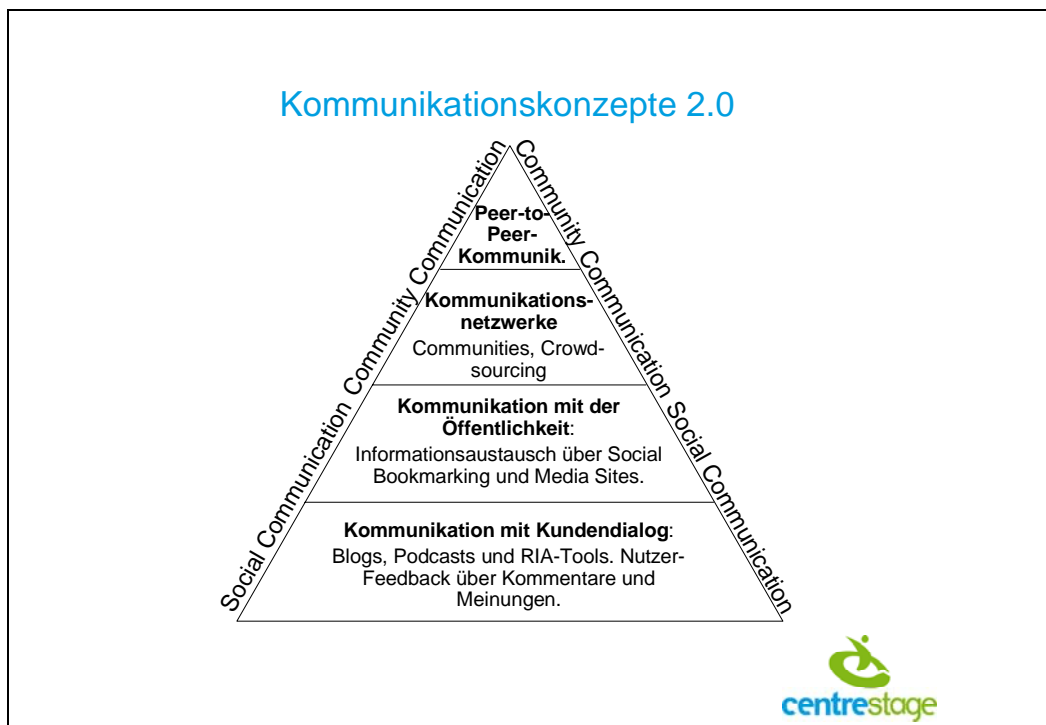 Kommunikationskonzepte 2.0
Social Communication Community Communication
Community Communication Social Communication
Peer-to-
Peer-
Kommunik.
Kommunikations-
netzwerke
Communities, Crowd-
sourcing
Kommunikation mit der
Öffentlichkeit:
Informationsaustausch über Social
Bookmarking und Media Sites.
Kommunikation mit Kundendialog:
Blogs, Podcasts und RIA-Tools. Nutzer-
Feedback über Kommentare und
Meinungen.
centrestage